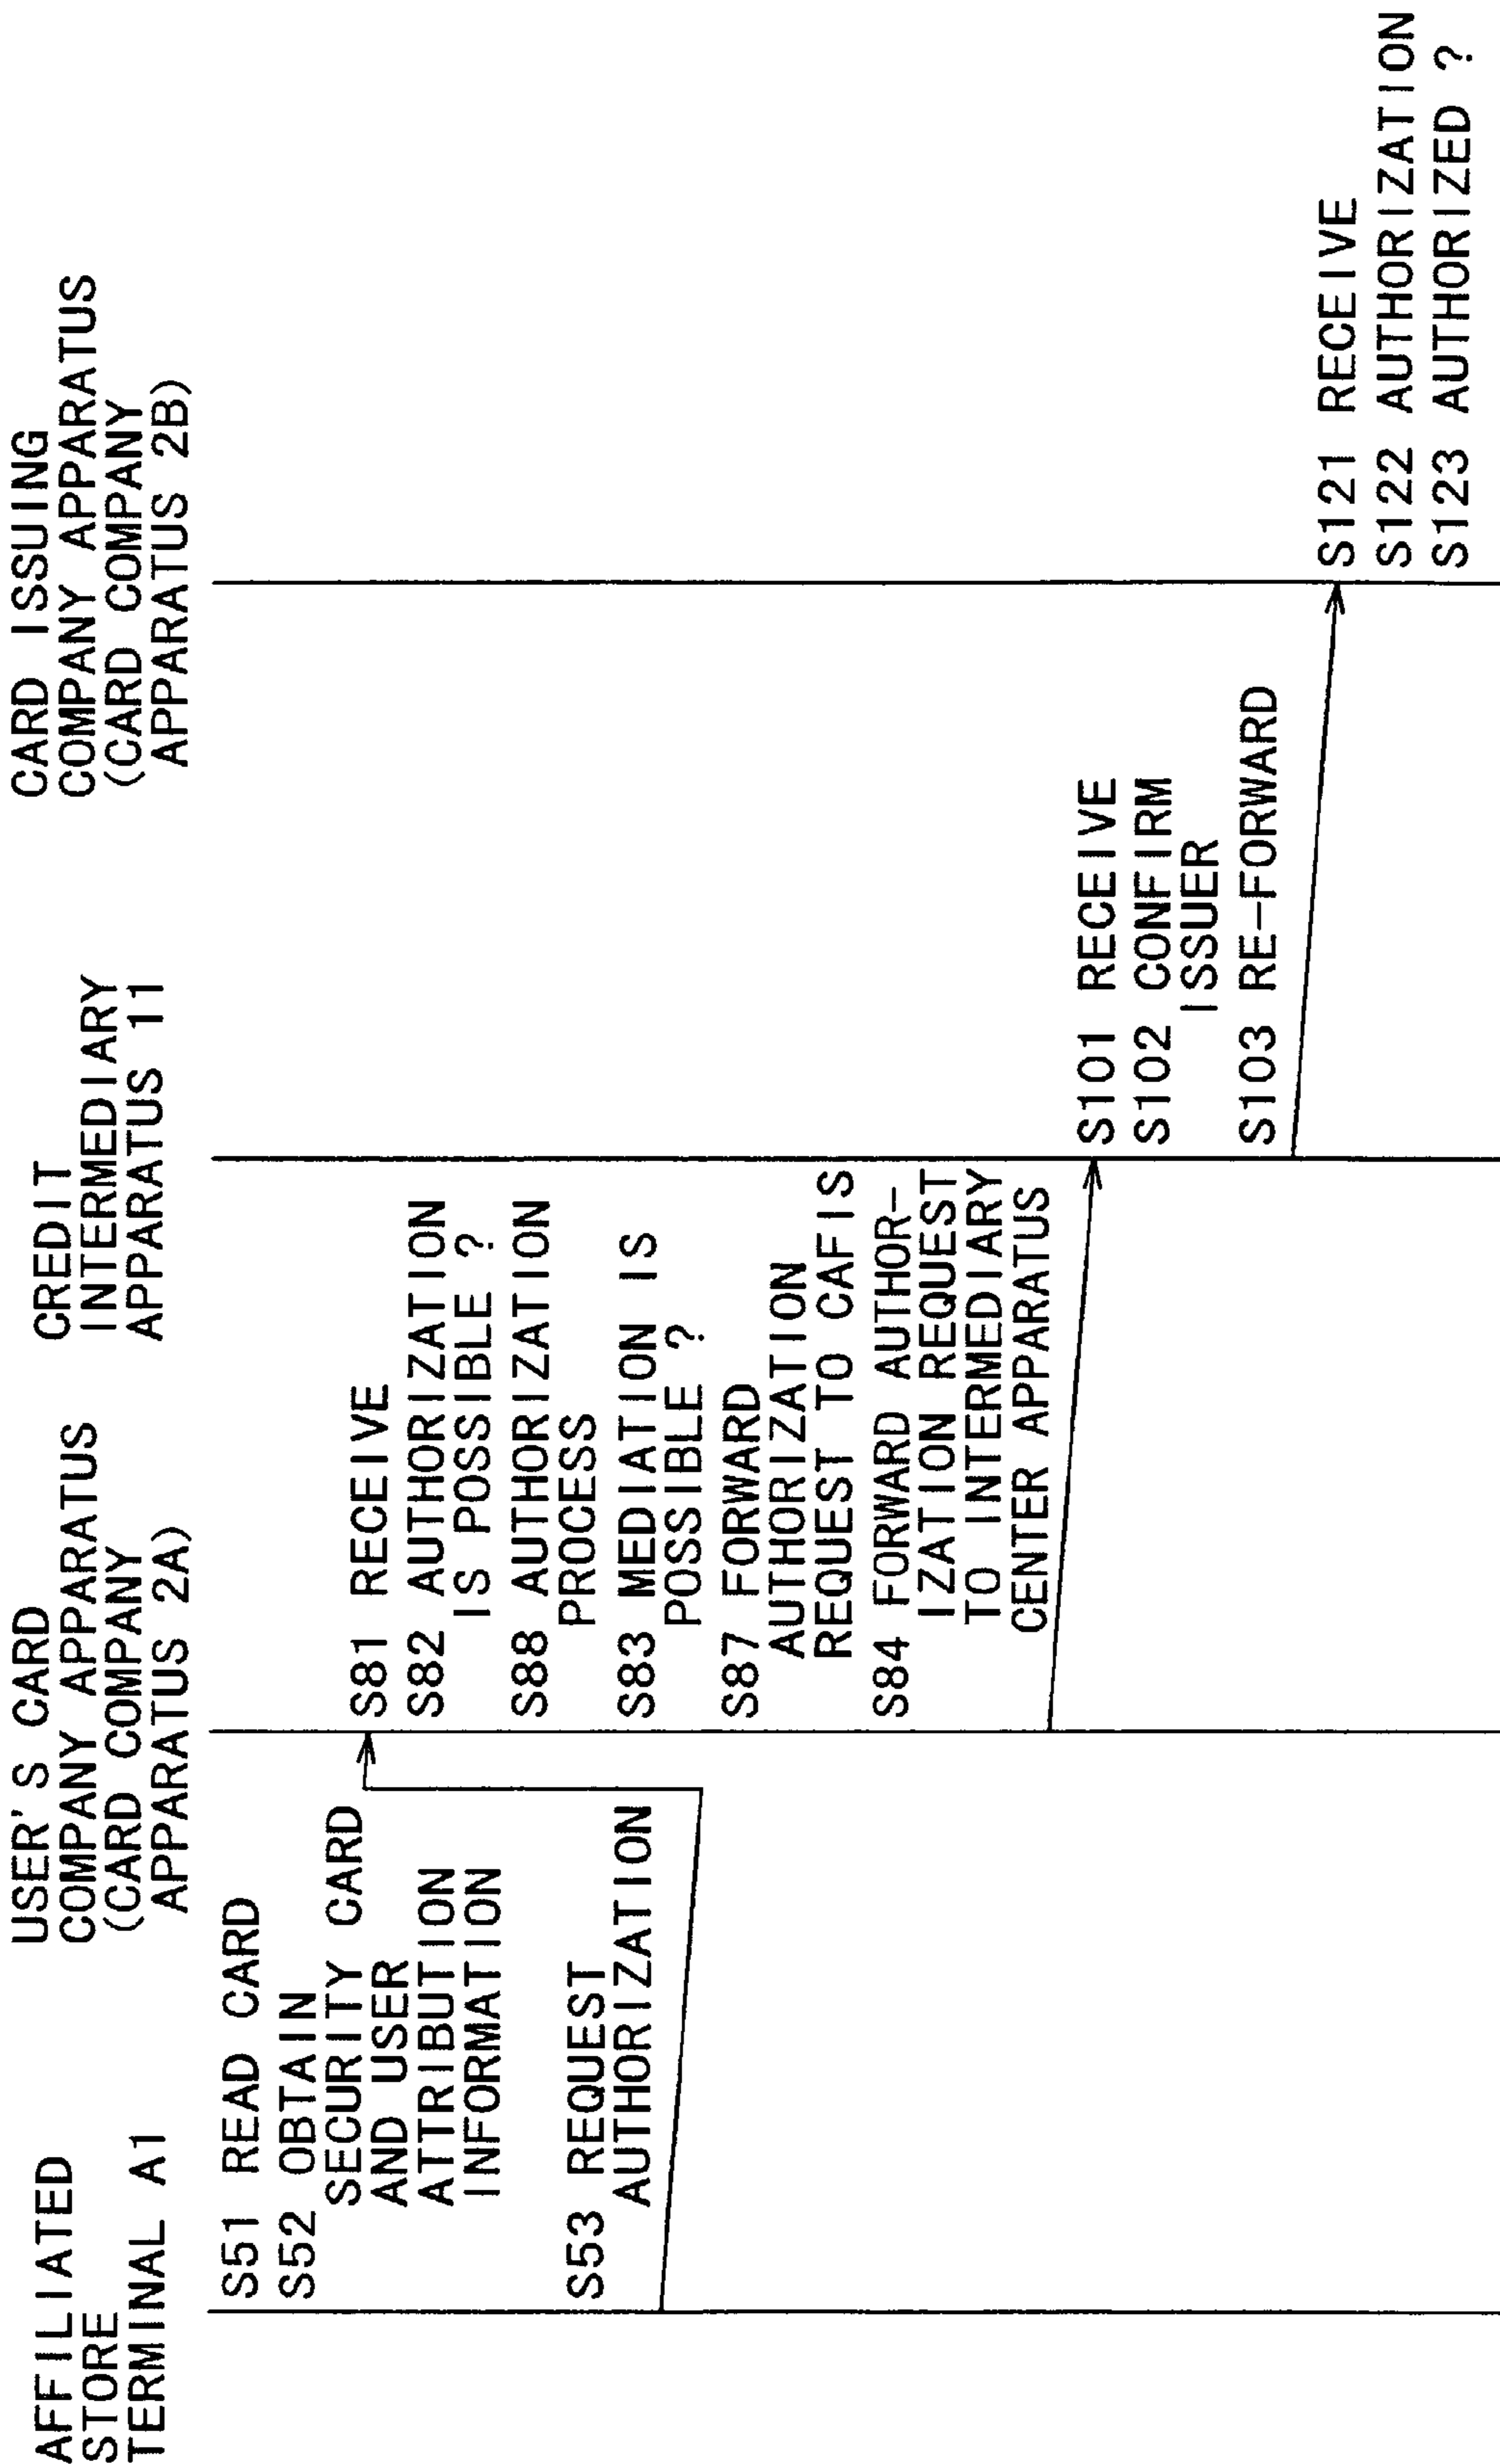 AFFILIATED
STORE
TERMINAL A1
USER'S CARD
COMPANY APPARATUS
(CARD COMPANY
APPARATUS 2A)
CREDIT
INTERMEDIARY
APPARATUS 11
CARD ISSUING
COMPANY APPARATUS
(CARD COMPANY
APPARATUS 2B)
S51 READ CARD
S52 OBTAIN
SECURITY CARD
AND USER
ATTRIBUTION
INFORMATION
S53 REQUEST
AUTHORIZATION
S81 RECEIVE
S82 AUTHORIZATION
IS POSSIBLE ?
S88 AUTHORIZATION
PROCESS
S83 MEDIATION IS
POSSIBLE ?
S87 FORWARD
AUTHORIZATION
REQUEST TO CAFIS
S84 FORWARD AUTHOR-
IZATION REQUEST
TO INTERMEDIARY
CENTER APPARATUS
S101 RECEIVE
S102 CONFIRM
ISSUER
S103 RE-FORWARD
S121 RECEIVE
S122 AUTHORIZATION
S123 AUTHORIZED ?